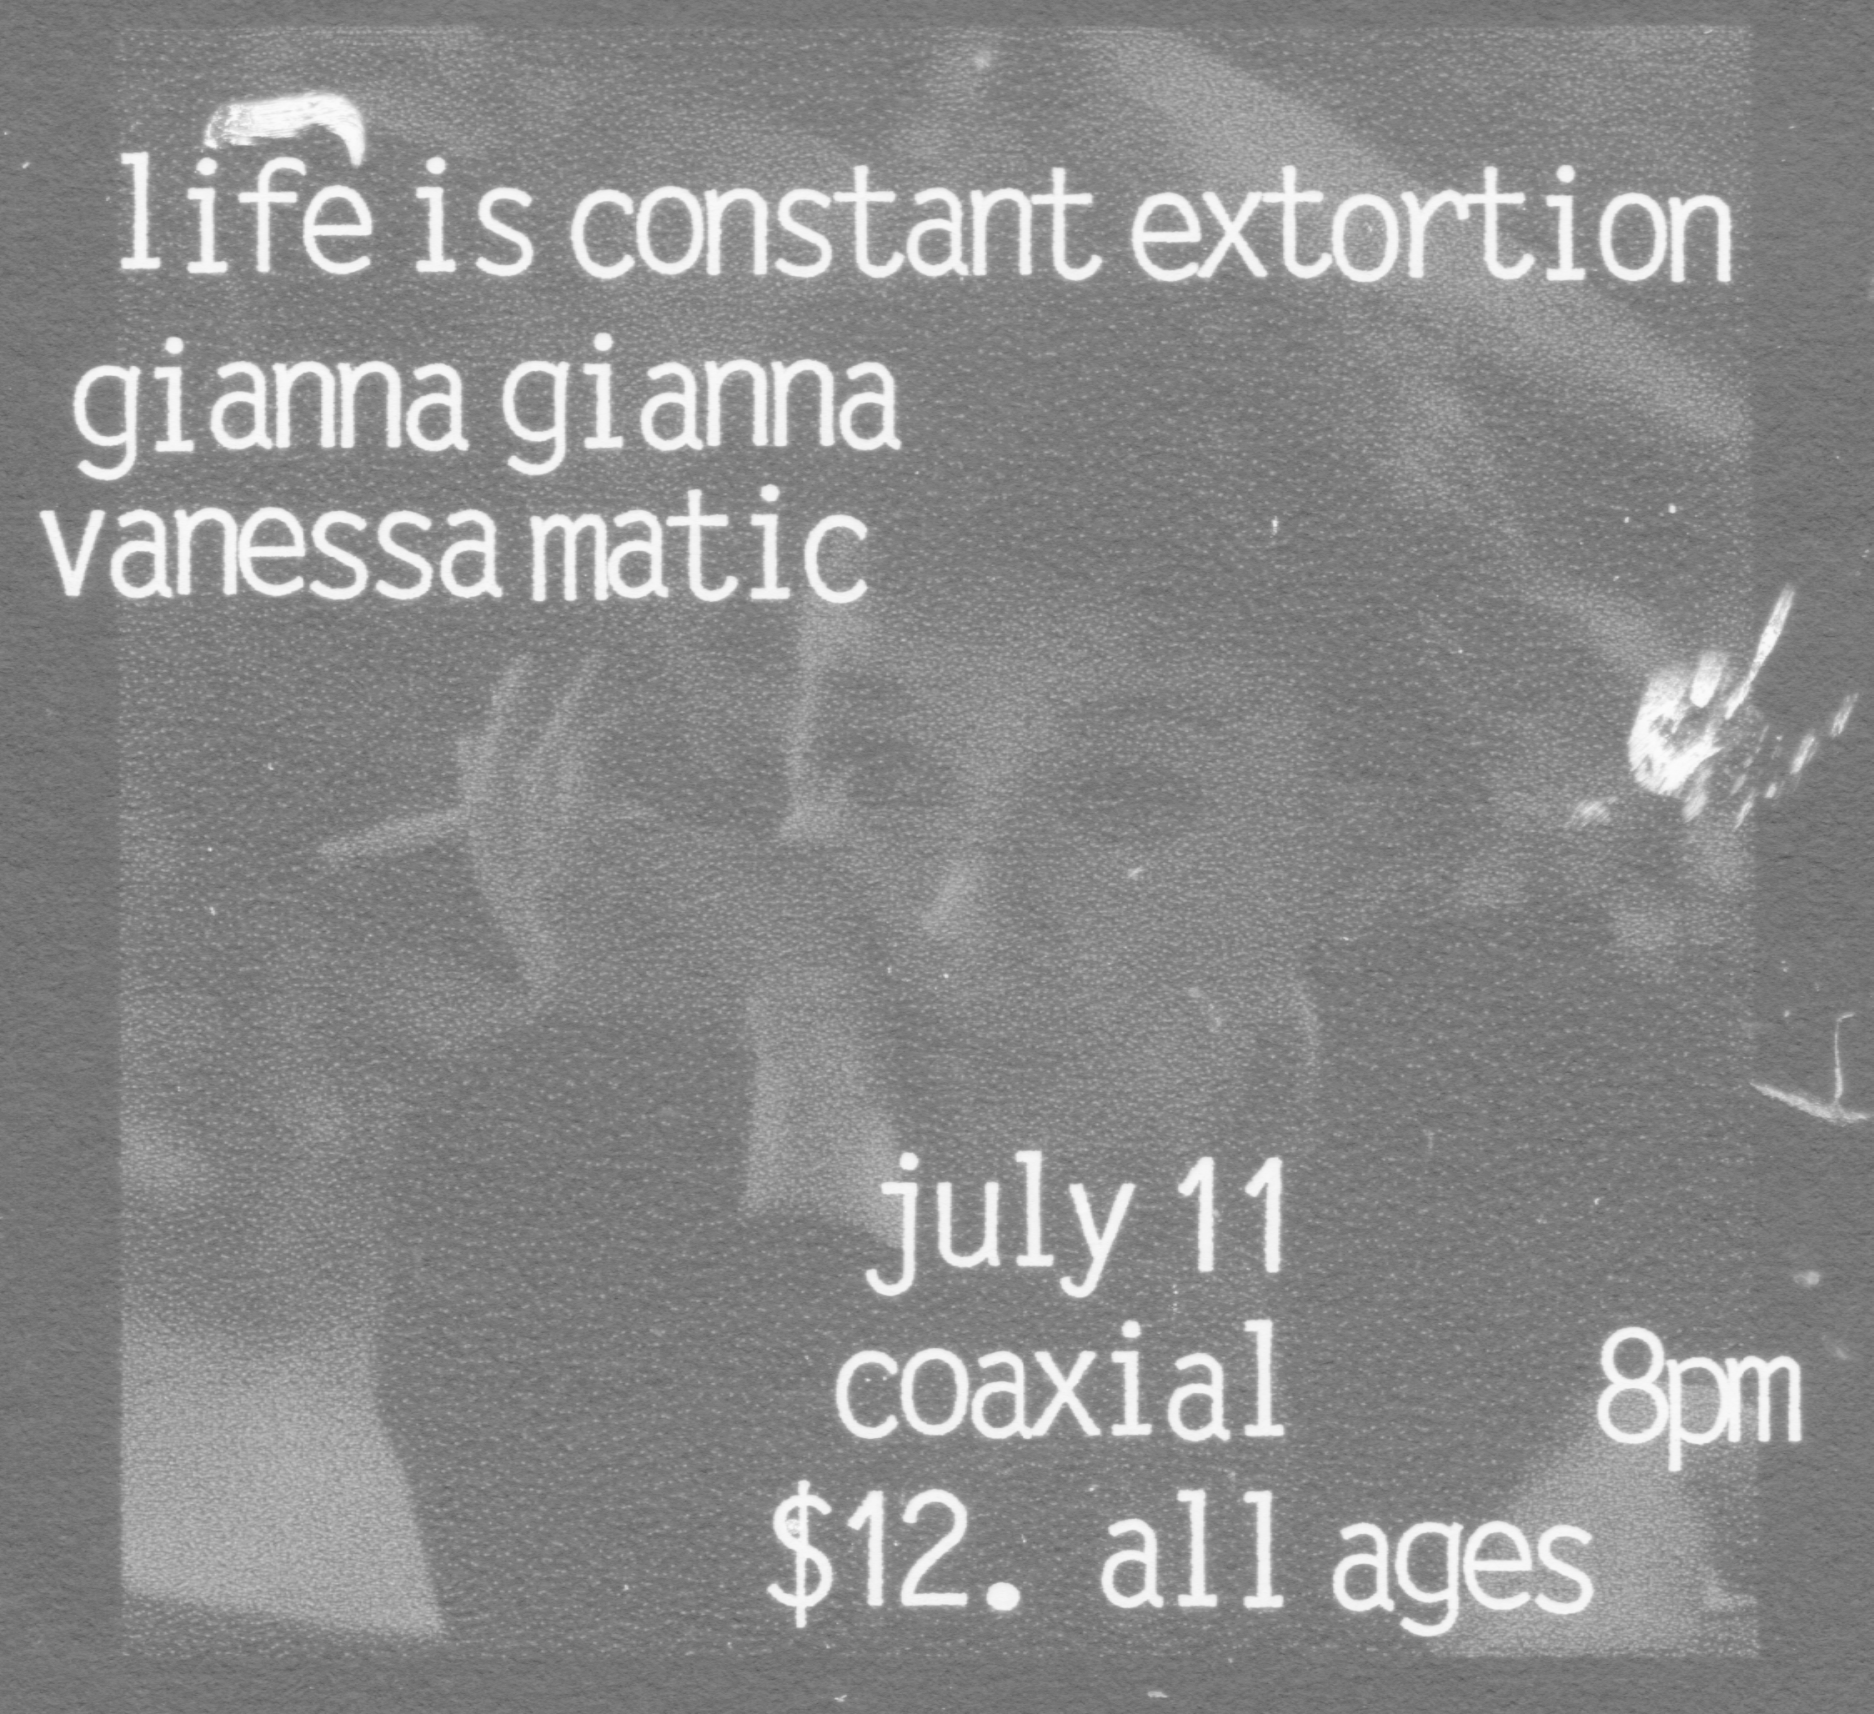 life is constant extortion
gianna gianna
vanessa matic
july 11
coaxial 8pm
$12. all ages